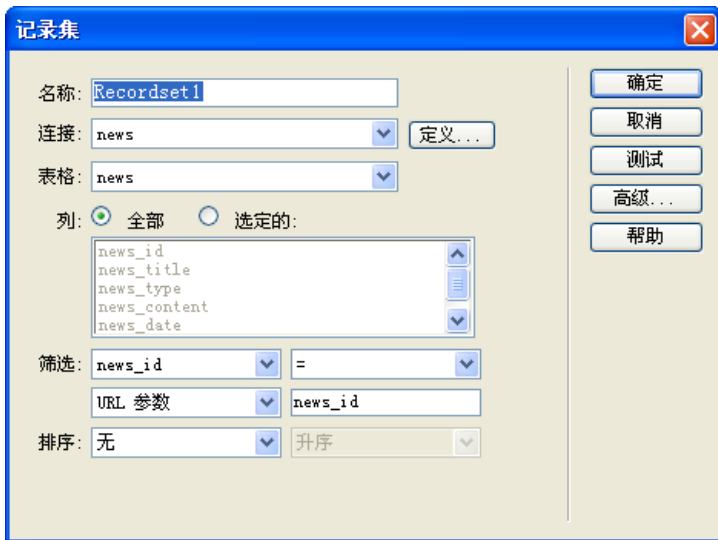 记录集
名称: Recordset1
连接: news 定义...
表格: news
列: 全部 选定的:
news_id
news_title
news_type
news_content
news_date
筛选: news_id =
URL 参数 news_id
排序: 无 升序
确定
取消
测试
高级...
帮助